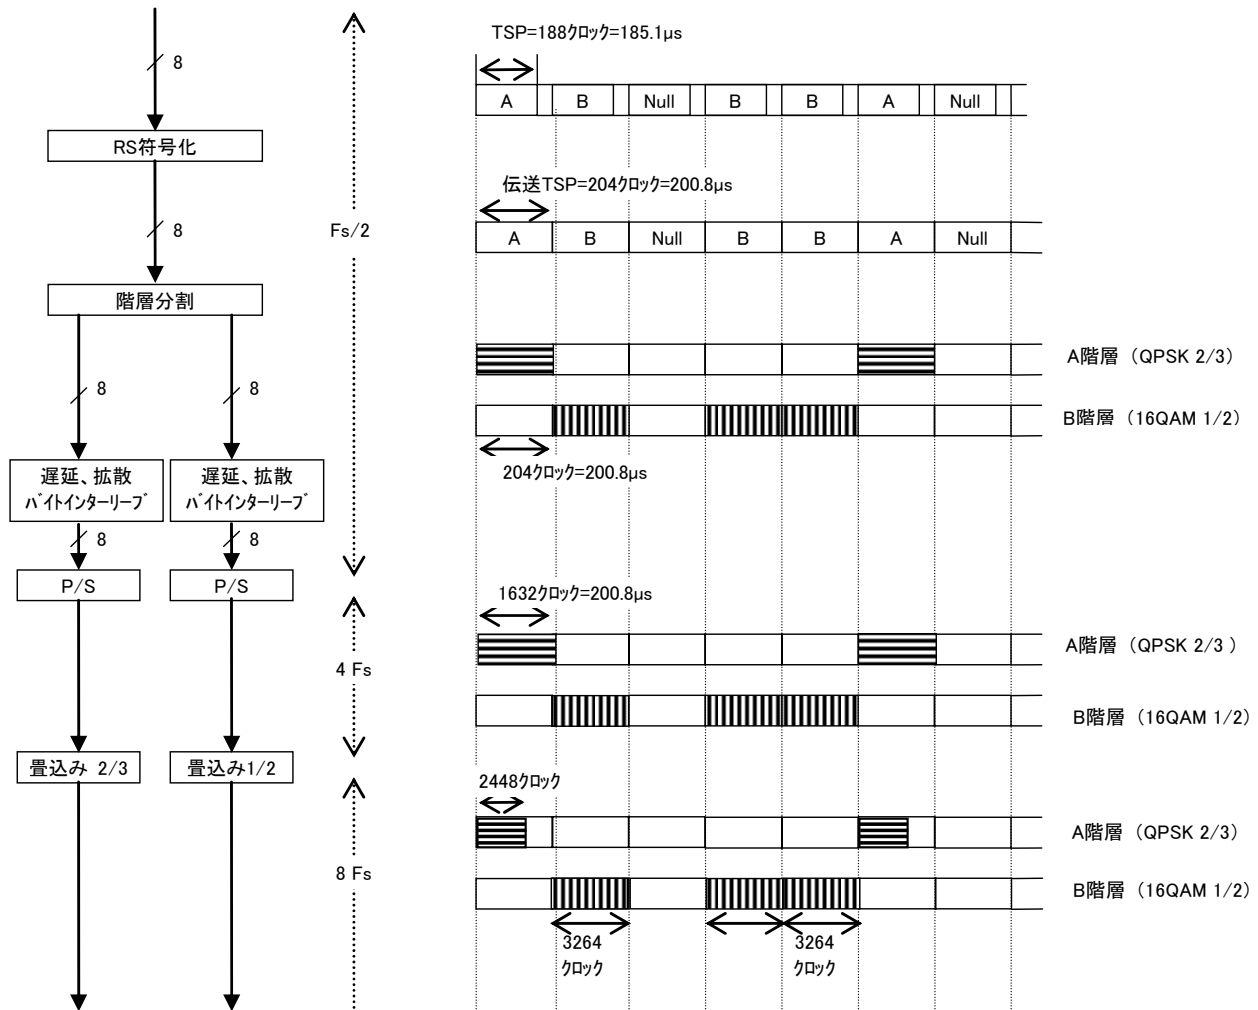 TSP=188ｸﾛｯｸ=185.1μs
8
A B Null B B A Null
RS符号化
伝送TSP=204ｸﾛｯｸ=200.8μs
8
Fs/2
A B Null B B A Null
階層分割
A階層（QPSK 2/3）
8 8
B階層（16QAM 1/2）
204ｸﾛｯｸ=200.8μs
遅延、拡散
ﾊﾞｲﾄｲﾝﾀｰﾘｰﾌﾞ
遅延、拡散
ﾊﾞｲﾄｲﾝﾀｰﾘｰﾌﾞ
8 8
P/S P/S
1632ｸﾛｯｸ=200.8μs
A階層（QPSK 2/3 ）
4 Fs
B階層（16QAM 1/2）
畳込み 2/3 畳込み1/2
2448ｸﾛｯｸ
A階層（QPSK 2/3）
8 Fs
B階層（16QAM 1/2）
3264
ｸﾛｯｸ
3264
ｸﾛｯｸ